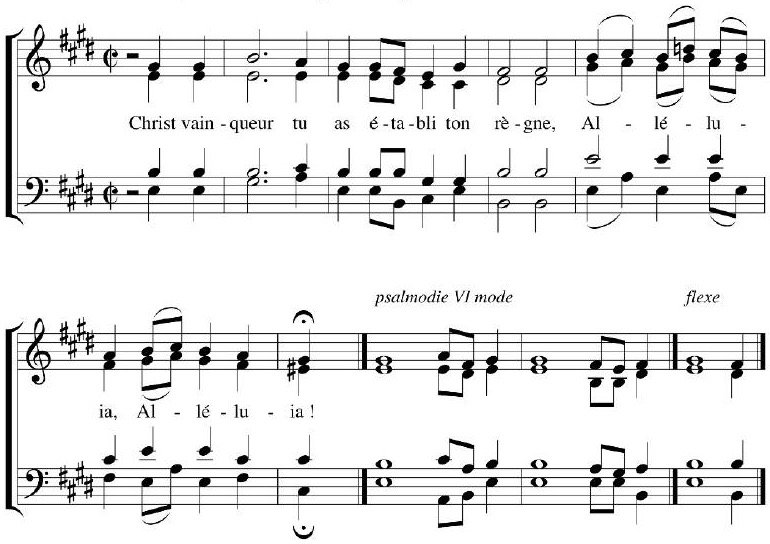 Christ vain - queur tu as é - ta - bli ton rè - gne, Al - lé - lu -
psalmodie VI mode flexe
ia, Al - lé - lu - ia !